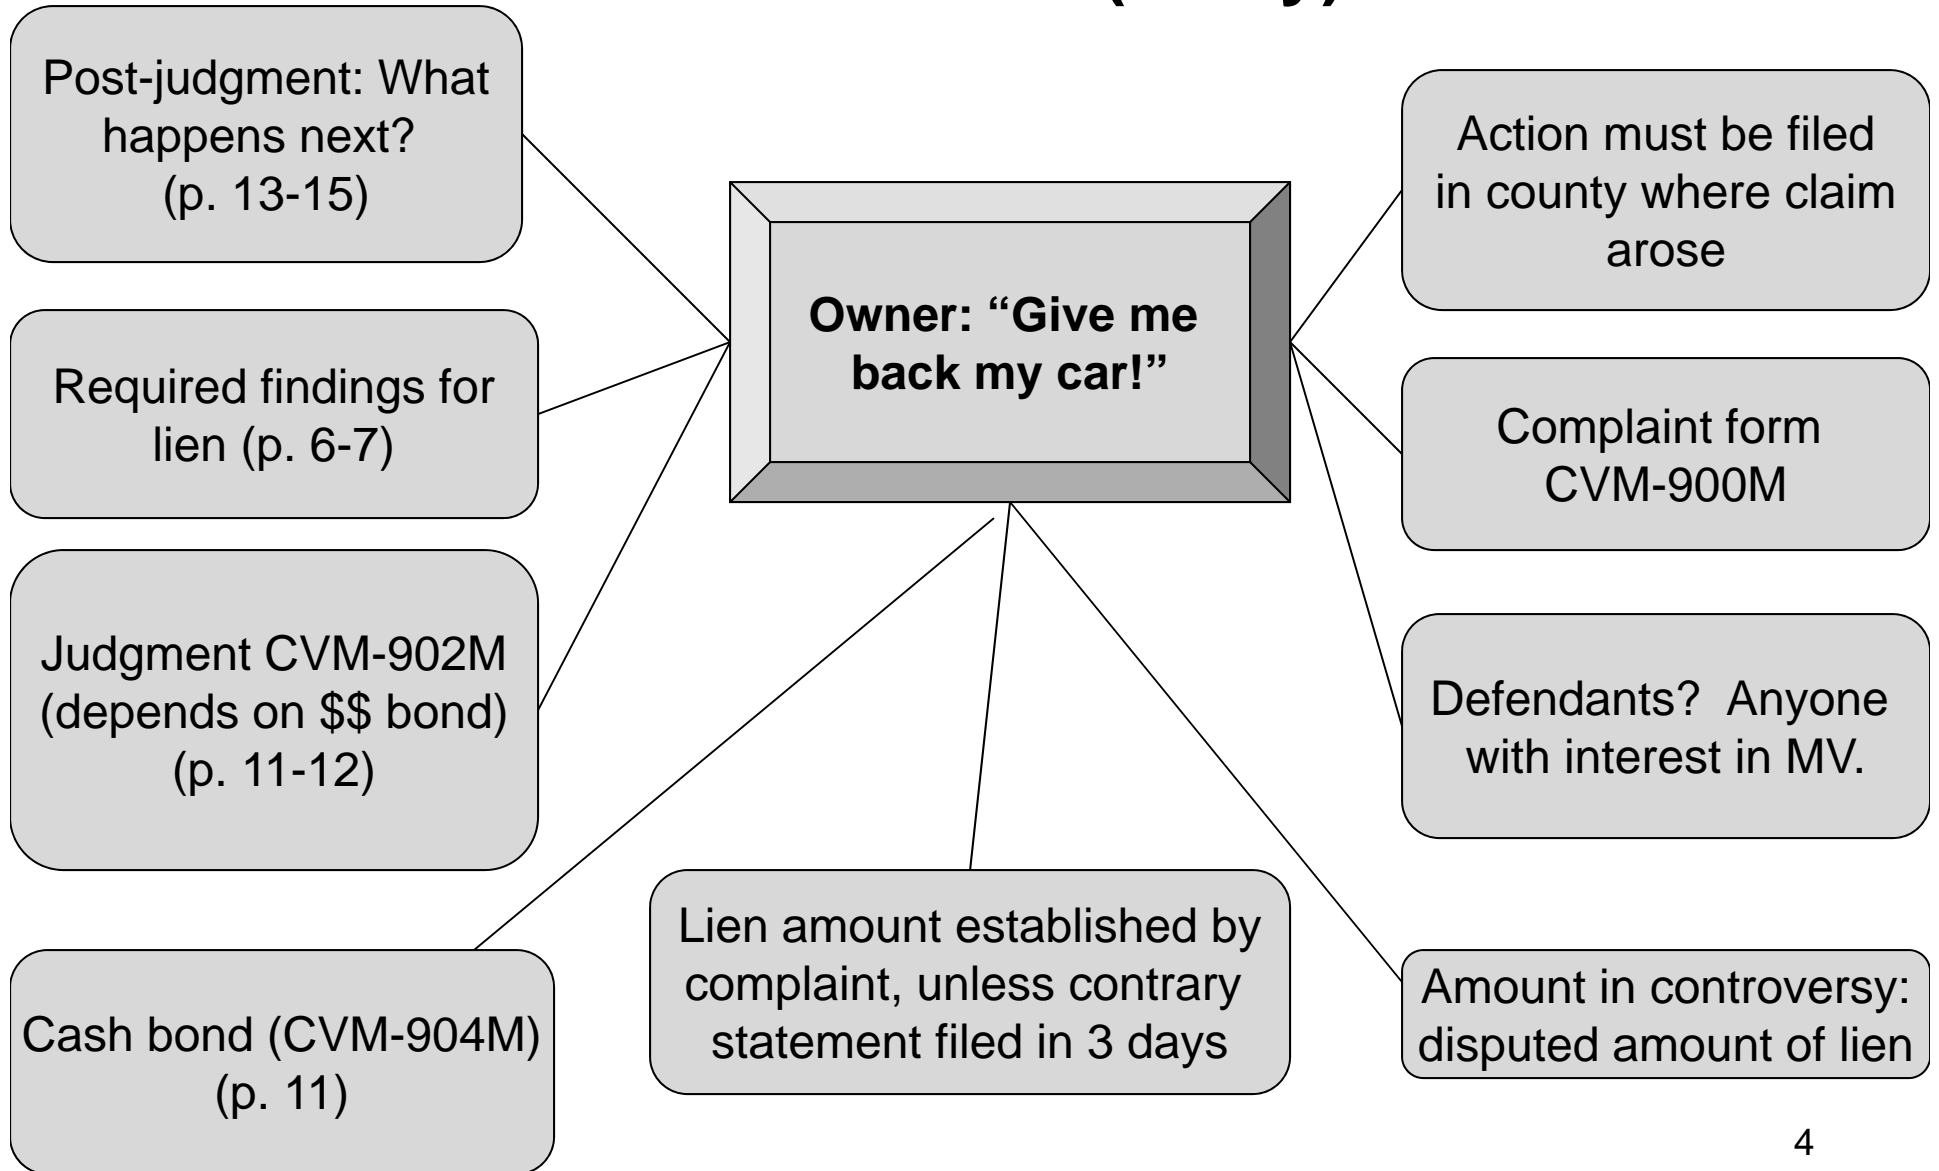 Post-judgment: What
happens next?
(p. 13-15)
Required findings for
lien (p. 6-7)
Judgment CVM-902M
(depends on $$ bond)
(p. 11-12)
Cash bond (CVM-904M)
(p. 11)
Owner: “Give me
back my car!”
Lien amount established by
complaint, unless contrary
statement filed in 3 days
Action must be filed
in county where claim
arose
Complaint form
CVM-900M
Defendants?  Anyone
with interest in MV.
Amount in controversy:
disputed amount of lien
4